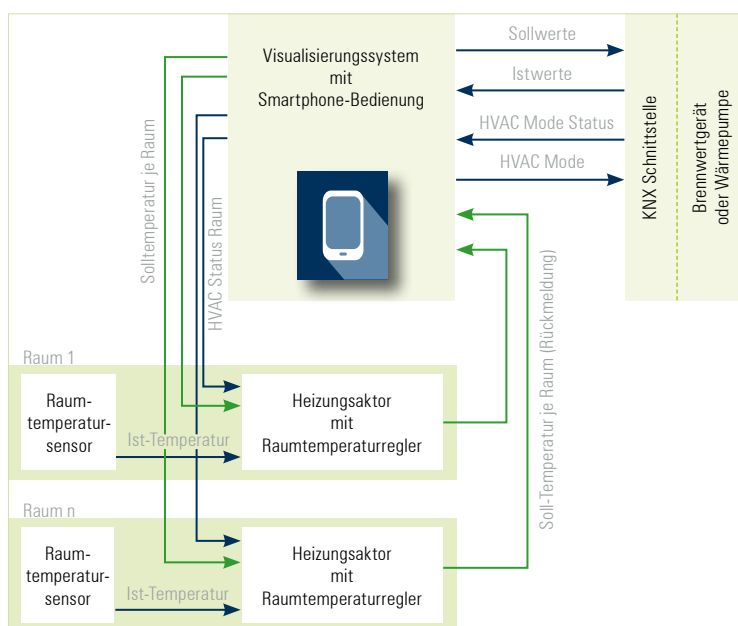 Visualisierungssystem
mit
Smartphone-Bedienung
Sollwerte
Istwerte
HVAC Mode Status
HVAC Mode
KNX Schnittstelle
Brennwertgerät
oder Wärmepumpe
Solltemperatur je Raum
HVAC Status Raum
Soll-Temperatur je Raum (Rückmeldung)
Raum 1
Raum-
temperatur-
sensor
Ist-Temperatur
Heizungsaktor
mit
Raumtemperaturregler
Raum n
Raum-
temperatur-
sensor
Ist-Temperatur
Heizungsaktor
mit
Raumtemperaturregler